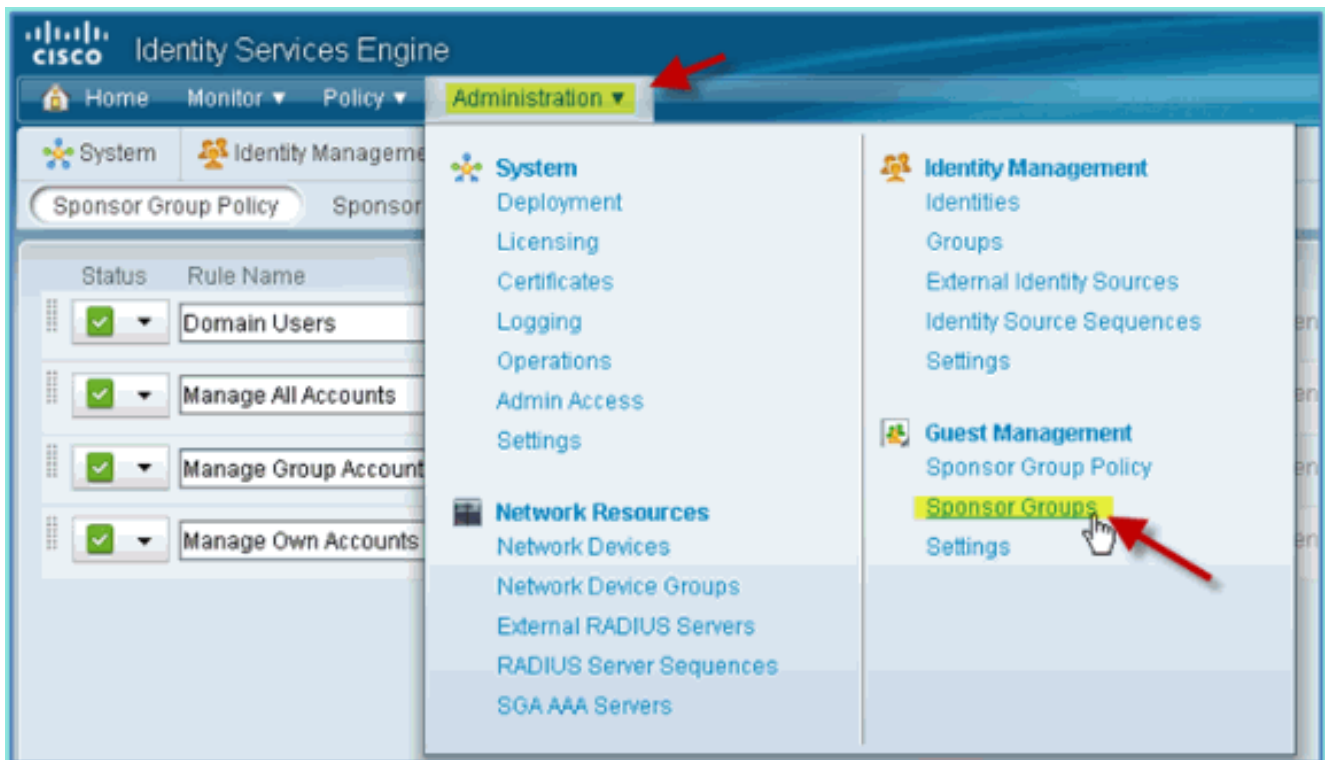 CISCO Identity Services Engine
Home Monitor Policy Administration
System Identity Manageme
Sponsor Group Policy Sponsor
Status Rule Name
Domain Users
Manage All Accounts
Manage Group Account
Manage Own Accounts
System
Deployment
Licensing
Certificates
Logging
Operations
Admin Access
Settings
Network Resources
Network Devices
Network Device Groups
External RADIUS Servers
RADIUS Server Sequences
SGA AAA Servers
Identity Management
Identities
Groups
External Identity Sources
Identity Source Sequences
Settings
Guest Management
Sponsor Group Policy
Sponsor Groups
Settings